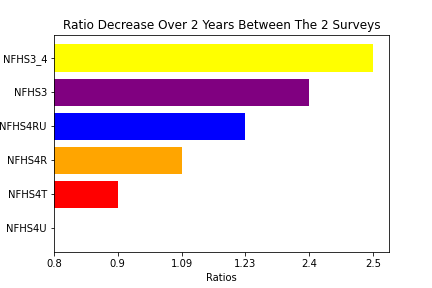 Ratio Decrease Over 2 Years Between The 2 Surveys
NFHS3_4
NFHS3
NFHS4RU
NFHS4R
NFHS4T
NFHS4U
0.8 0.9 1.09 1.23 2.4 2.5
Ratios